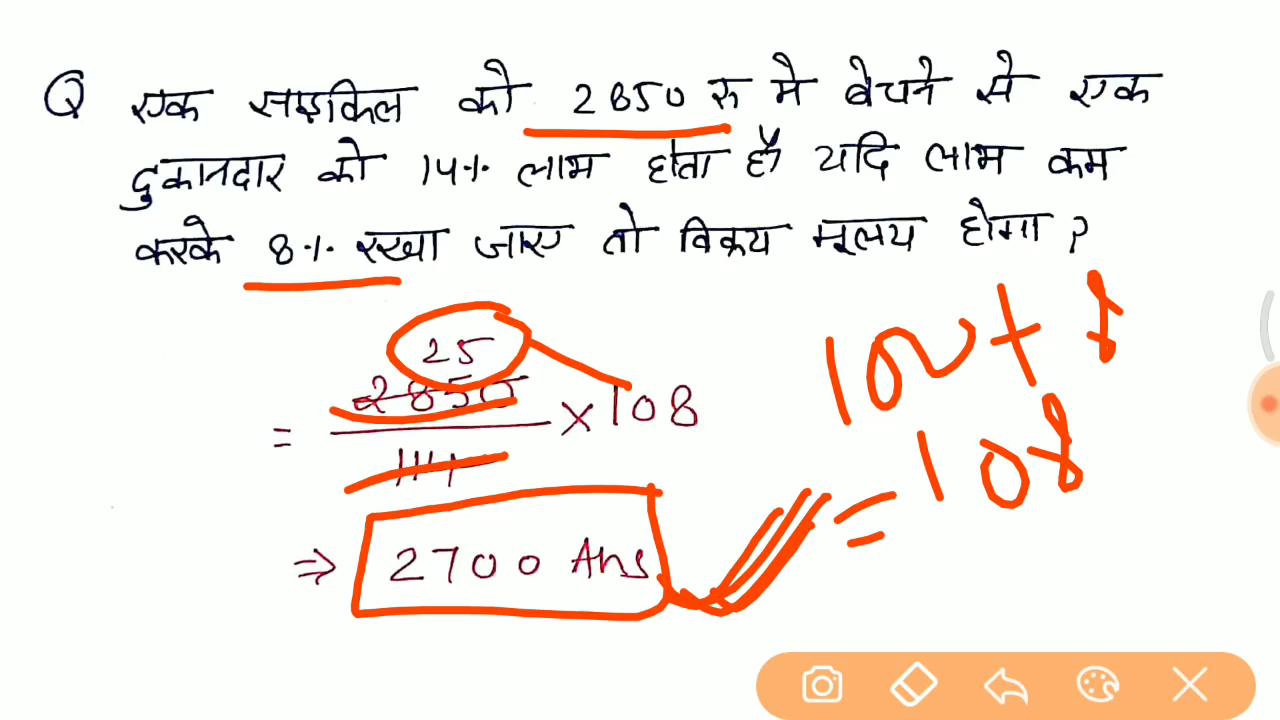 Q एक साइकिल को 2850 रु मे बेचने से एक
दुकानदार को 14% लाभ होता है यदि लाभ कम
करके 8% रखा जाए तो विक्रय मूलय होगा ?
25
2850
= ×108
114
100 + 8
= 108
⇒ 2700 Ans